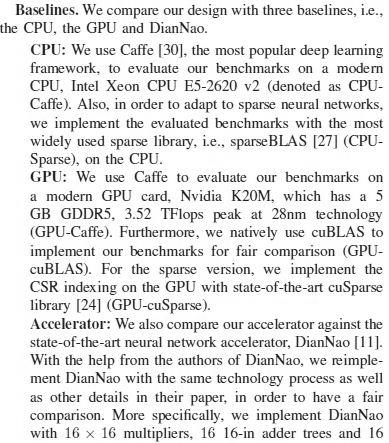 Baselines. We compare our design with three baselines, i.e.,
the CPU, the GPU and DianNao.
CPU: We use Caffe [30], the most popular deep learning
framework, to evaluate our benchmarks on a modern
CPU, Intel Xeon CPU E5-2620 v2 (denoted as CPU-
Caffe). Also, in order to adapt to sparse neural networks,
we implement the evaluated benchmarks with the most
widely used sparse library, i.e., sparseBLAS [27] (CPU-
Sparse), on the CPU.
GPU: We use Caffe to evaluate our benchmarks on
a modern GPU card, Nvidia K20M, which has a 5
GB GDDR5, 3.52 TFlops peak at 28nm technology
(GPU-Caffe). Furthermore, we natively use cuBLAS to
implement our benchmarks for fair comparison (GPU-
cuBLAS). For the sparse version, we implement the
CSR indexing on the GPU with state-of-the-art cuSparse
library [24] (GPU-cuSparse).
Accelerator: We also compare our accelerator against the
state-of-the-art neural network accelerator, DianNao [11].
With the help from the authors of DianNao, we reimple-
ment DianNao with the same technology process as well
as other details in their paper, in order to have a fair
comparison. More specifically, we implement DianNao
with 16 × 16 multipliers, 16 16-in adder trees and 16